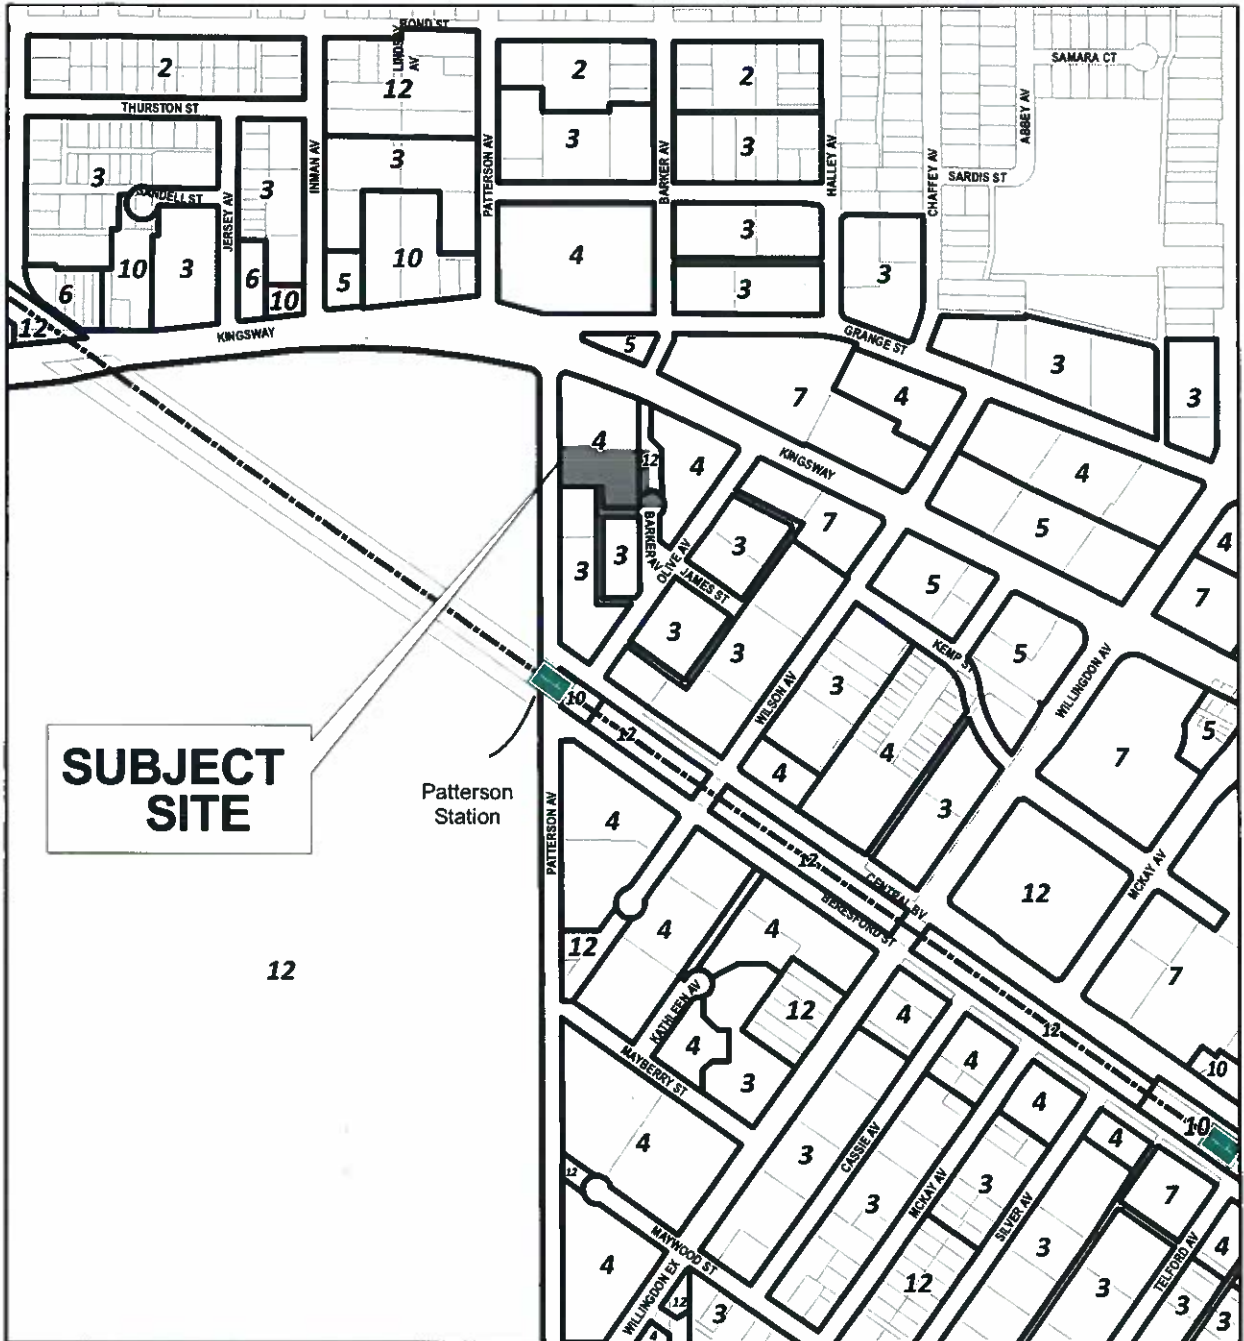 BOND ST
LINDSAY AV
SAMARA CT
2
12
2
2
THURSTON ST
ABBEY AV
3
3
3
INMAN AV
PATTERSON AV
BARKER AV
HALLEY AV
CHAFFEY AV
SARDIS ST
3
3
JERSEY AV
3
4
10
3
6
5
10
3
3
6
10
12
KINGSWAY
5
GRANGE ST
3
7
4
3
4
12
4
KINGSWAY
4
5
7
3
4
BARKER AV
OLIVE AV
JAMES ST
3
3
5
7
3
3
KEMP ST
5
WILLINGDON AV
WILSON AV
3
10
12
5
SUBJECT
SITE
4
4
7
Patterson
Station
PATTERSON AV
4
3
12
CENTRAL BV
BERESFORD ST
MCKAY AV
12
4
4
12
12
7
KATHLEEN AV
12
4
12
4
MAYBERRY ST
3
4
10
4
10
4
4
3
CASSIE AV
12
3
MCKAY AV
3
SILVER AV
7
MAYWOOD ST
3
TELFORD AV
4
4
WILLINGDON EX
12
3
12
3
3
3
4